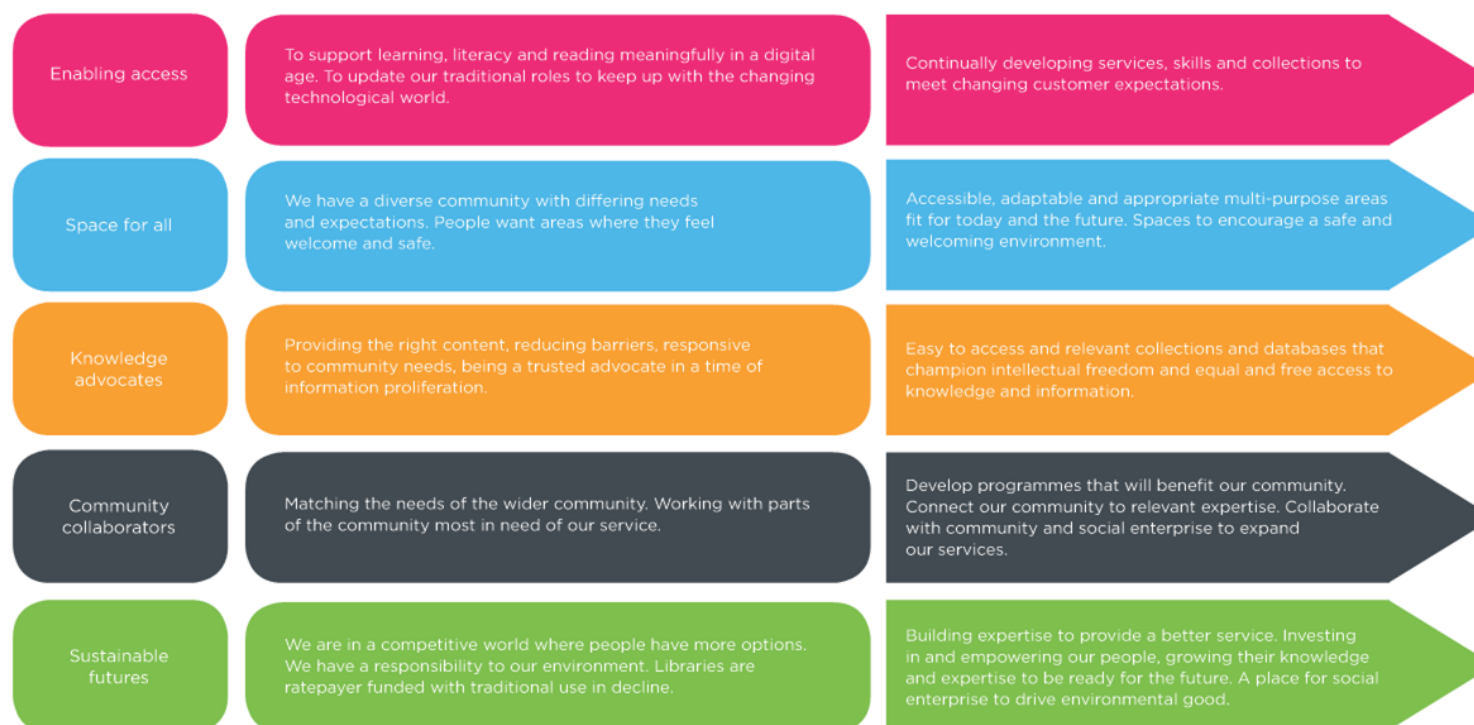 Enabling access
To support learning, literacy and reading meaningfully in a digital
age. To update our traditional roles to keep up with the changing
technological world.
Continually developing services, skills and collections to
meet changing customer expectations.
Space for all
We have a diverse community with differing needs
and expectations. People want areas where they feel
welcome and safe.
Accessible, adaptable and appropriate multi-purpose areas
fit for today and the future. Spaces to encourage a safe and
welcoming environment.
Knowledge
advocates
Providing the right content, reducing barriers, responsive
to community needs, being a trusted advocate in a time of
information proliferation.
Easy to access and relevant collections and databases that
champion intellectual freedom and equal and free access to
knowledge and information.
Community
collaborators
Matching the needs of the wider community. Working with parts
of the community most in need of our service.
Develop programmes that will benefit our community.
Connect our community to relevant expertise. Collaborate
with community and social enterprise to expand
our services.
Sustainable
futures
We are in a competitive world where people have more options.
We have a responsibility to our environment. Libraries are
ratepayer funded with traditional use in decline.
Building expertise to provide a better service. Investing
in and empowering our people, growing their knowledge
and expertise to be ready for the future. A place for social
enterprise to drive environmental good.